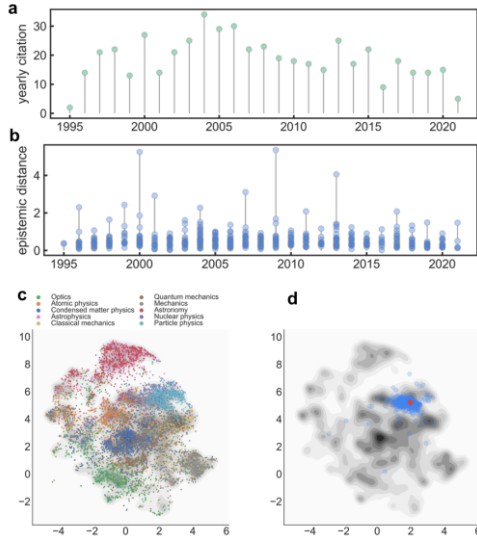 a
yearly citation
30
20
10
0
1995 2000 2005 2010 2015 2020
b
epistemic distance
4
2
0
1995 2000 2005 2010 2015 2020
c
Optics
Atomic physics
Condensed matter physics
Astrophysics
Classical mechanics
Quantum mechanics
Mechanics
Astronomy
Nuclear physics
Particle physics
10
8
6
4
2
0
−2
−4 −2 0 2 4 6
d
10
8
6
4
2
0
−2
−4 −2 0 2 4 6